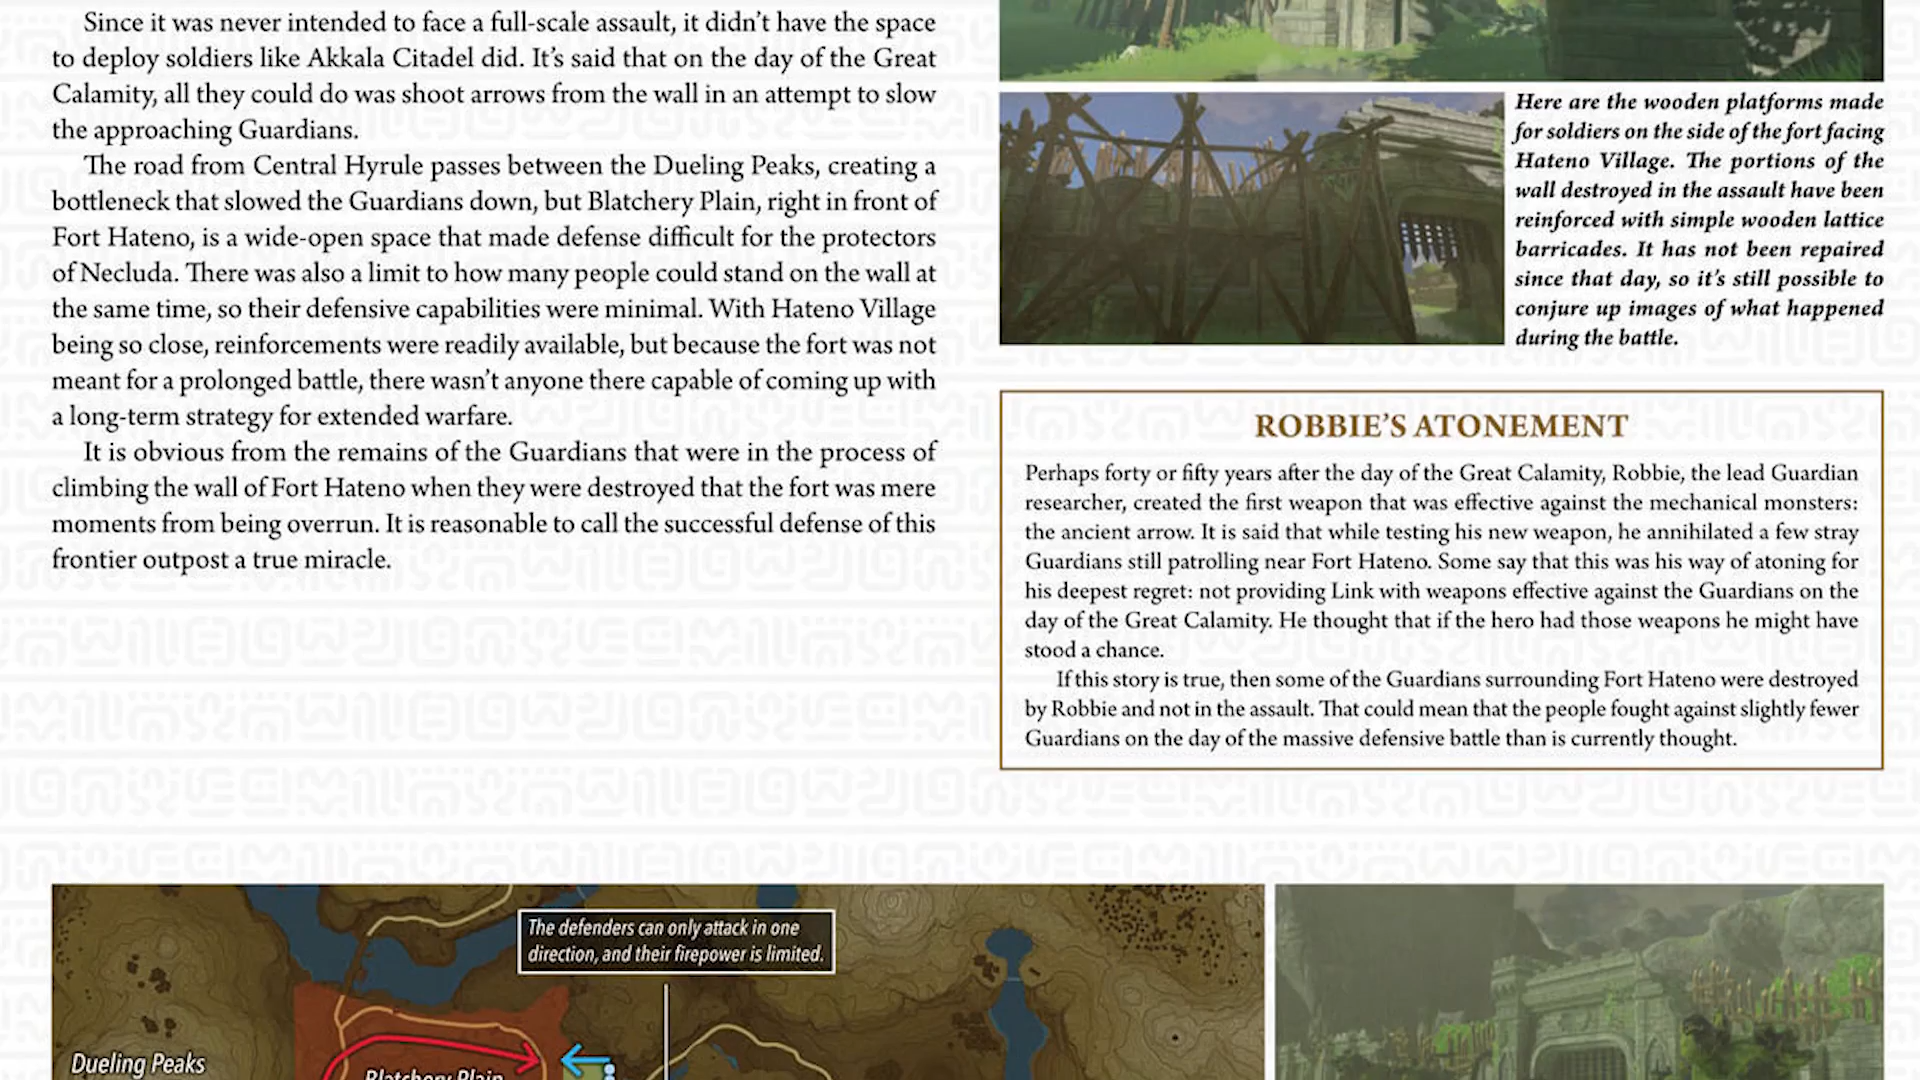 Since it was never intended to face a full-scale assault, it didn't have the space
to deploy soldiers like Akkala Citadel did. It's said that on the day of the Great
Calamity, all they could do was shoot arrows from the wall in an attempt to slow
the approaching Guardians.
The road from Central Hyrule passes between the Dueling Peaks, creating a
bottleneck that slowed the Guardians down, but Blatchery Plain, right in front of
Fort Hateno, is a wide-open space that made defense difficult for the protectors
of Necluda. There was also a limit to how many people could stand on the wall at
the same time, so their defensive capabilities were minimal. With Hateno Village
being so close, reinforcements were readily available, but because the fort was not
meant for a prolonged battle, there wasn't anyone there capable of coming up with
a long-term strategy for extended warfare.
It is obvious from the remains of the Guardians that were in the process of
climbing the wall of Fort Hateno when they were destroyed that the fort was mere
moments from being overrun. It is reasonable to call the successful defense of this
frontier outpost a true miracle.
Here are the wooden platforms made
for soldiers on the side of the fort facing
Hateno Village. The portions of the
wall destroyed in the assault have been
reinforced with simple wooden lattice
barricades. It has not been repaired
since that day, so it's still possible to
conjure up images of what happened
during the battle.
ROBBIE'S ATONEMENT
Perhaps forty or fifty years after the day of the Great Calamity, Robbie, the lead Guardian
researcher, created the first weapon that was effective against the mechanical monsters:
the ancient arrow. It is said that while testing his new weapon, he annihilated a few stray
Guardians still patrolling near Fort Hateno. Some say that this was his way of atoning for
his deepest regret: not providing Link with weapons effective against the Guardians on the
day of the Great Calamity. He thought that if the hero had those weapons he might have
stood a chance.
If this story is true, then some of the Guardians surrounding Fort Hateno were destroyed
by Robbie and not in the assault. That could mean that the people fought against slightly fewer
Guardians on the day of the massive defensive battle than is currently thought.
The defenders can only attack in one
direction, and their firepower is limited.
Dueling Peaks
Blatchery Plain